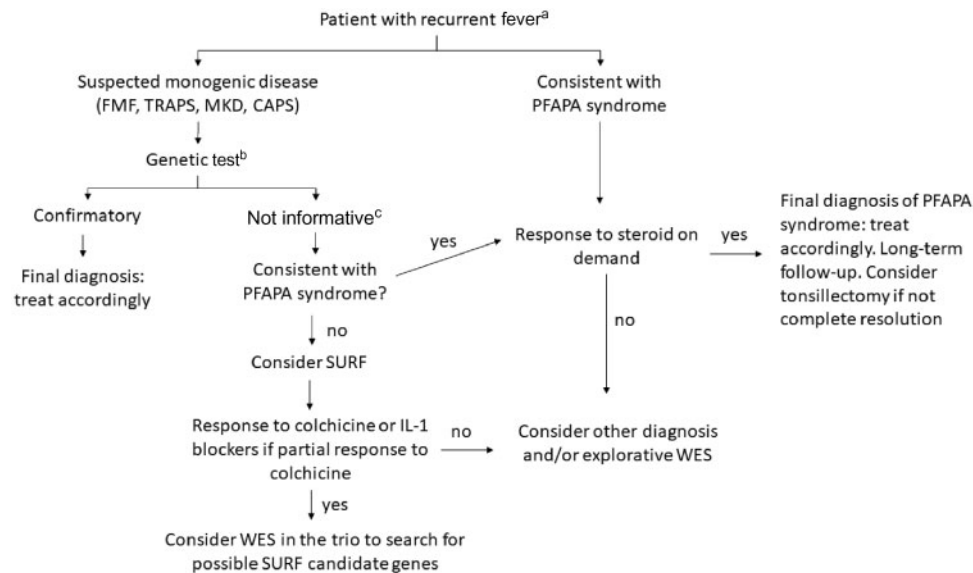 Patient with recurrent feverᵃ
Suspected monogenic disease
(FMF, TRAPS, MKD, CAPS)
Consistent with
PFAPA syndrome
Genetic testᵇ
Confirmatory
Not informativeᶜ
Final diagnosis:
treat accordingly
Consistent with
PFAPA syndrome?
yes
Response to steroid on
demand
yes
Final diagnosis of PFAPA
syndrome: treat
accordingly. Long-term
follow-up. Consider
tonsillectomy if not
complete resolution
no
no
Consider SURF
Response to colchicine or IL-1
blockers if partial response to
colchicine
no
Consider other diagnosis
and/or explorative WES
yes
Consider WES in the trio to search for
possible SURF candidate genes